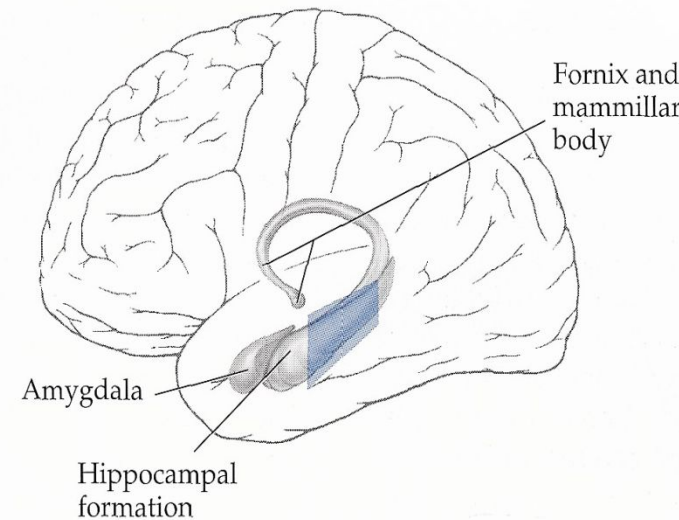 Fornix and
mammillar
body
Amygdala
Hippocampal
formation